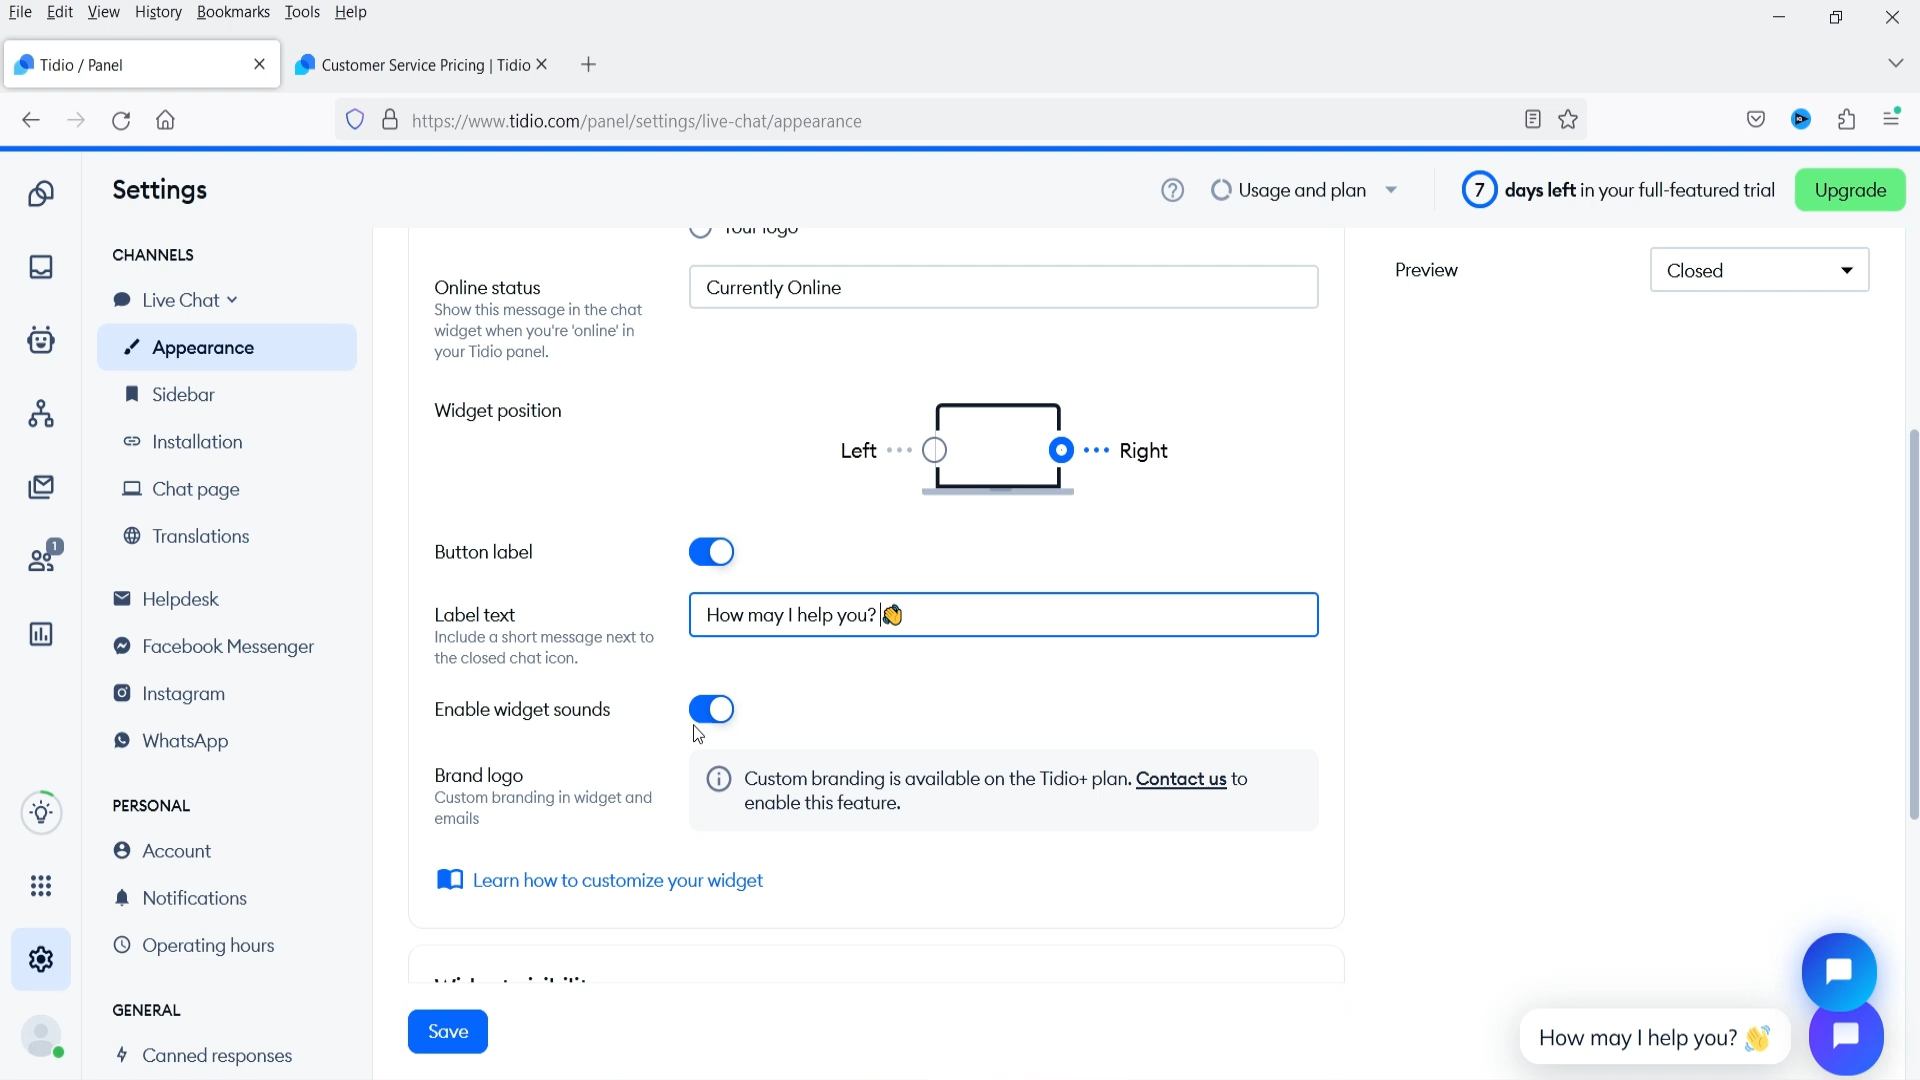 File Edit View History Bookmarks Tools Help
Tidio / Panel
Customer Service Pricing | Tidio
https://www.tidio.com/panel/settings/live-chat/appearance
Settings
Usage and plan
7 days left in your full-featured trial
Upgrade
CHANNELS
Live Chat
Appearance
Sidebar
Installation
Chat page
Translations
1
Helpdesk
Facebook Messenger
Instagram
WhatsApp
PERSONAL
Account
Notifications
Operating hours
GENERAL
Canned responses
Your logo
Online status
Show this message in the chat
widget when you're 'online' in
your Tidio panel.
Currently Online
Widget position
Left
Right
Button label
Label text
Include a short message next to
the closed chat icon.
How may I help you? 👋
Enable widget sounds
Brand logo
Custom branding in widget and
emails
Custom branding is available on the Tidio+ plan. Contact us to
enable this feature.
Learn how to customize your widget
Widget visibility
Save
Preview
Closed
How may I help you? 👋